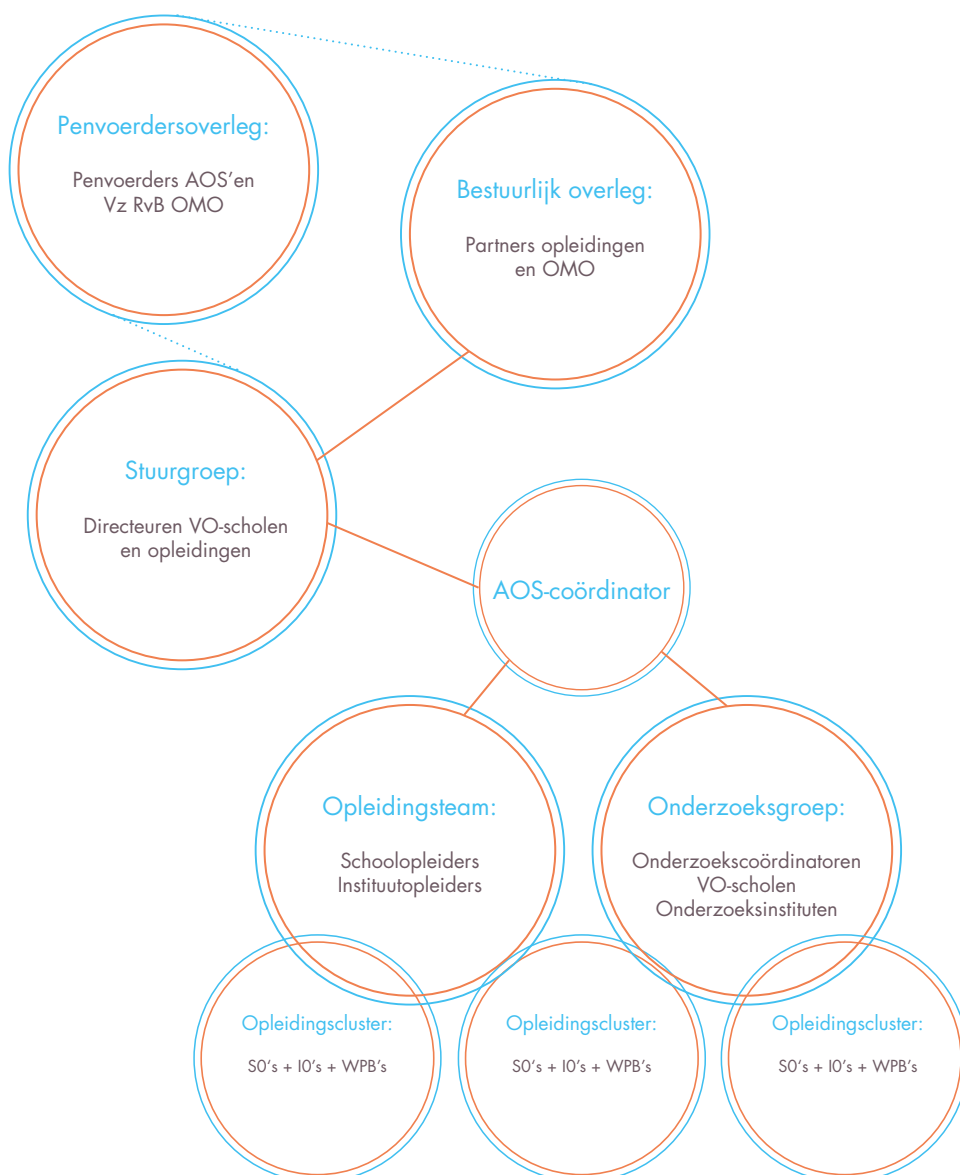 Penvoerdersoverleg:
Penvoerders AOS'en
Vz RvB OMO
Bestuurlijk overleg:
Partners opleidingen
en OMO
Stuurgroep:
Directeuren VO-scholen
en opleidingen
AOS-coördinator
Opleidingsteam:
Schoolopleiders
Instituutopleiders
Onderzoeksgroep:
Onderzoekscoördinatoren
VO-scholen
Onderzoeksinstituten
Opleidingscluster:
S0's + I0's + WPB's
Opleidingscluster:
S0's + I0's + WPB's
Opleidingscluster:
S0's + I0's + WPB's